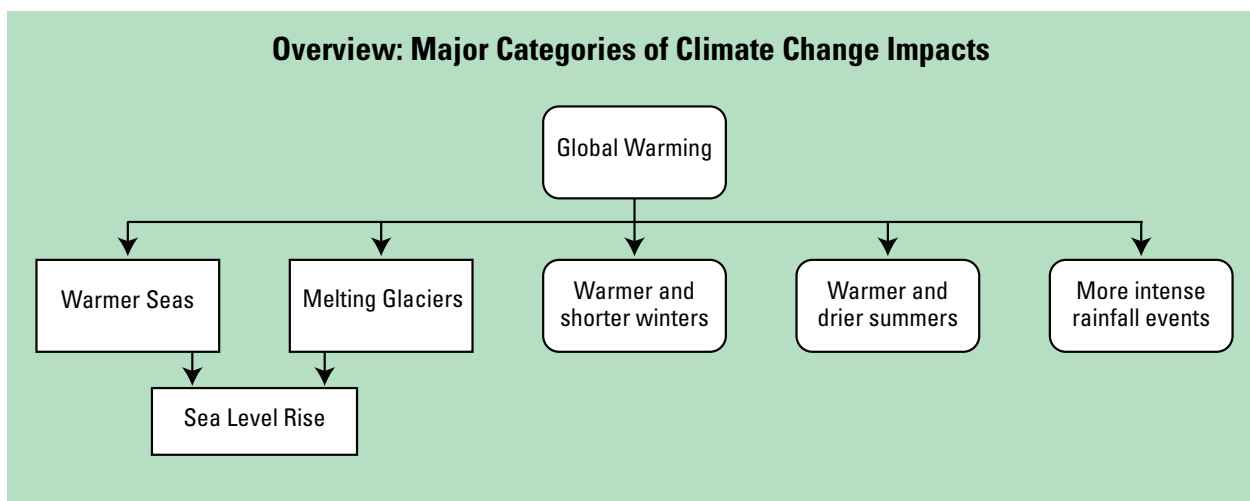 Overview: Major Categories of Climate Change Impacts
Global Warming
Warmer Seas
Melting Glaciers
Warmer and
shorter winters
Warmer and
drier summers
More intense
rainfall events
Sea Level Rise